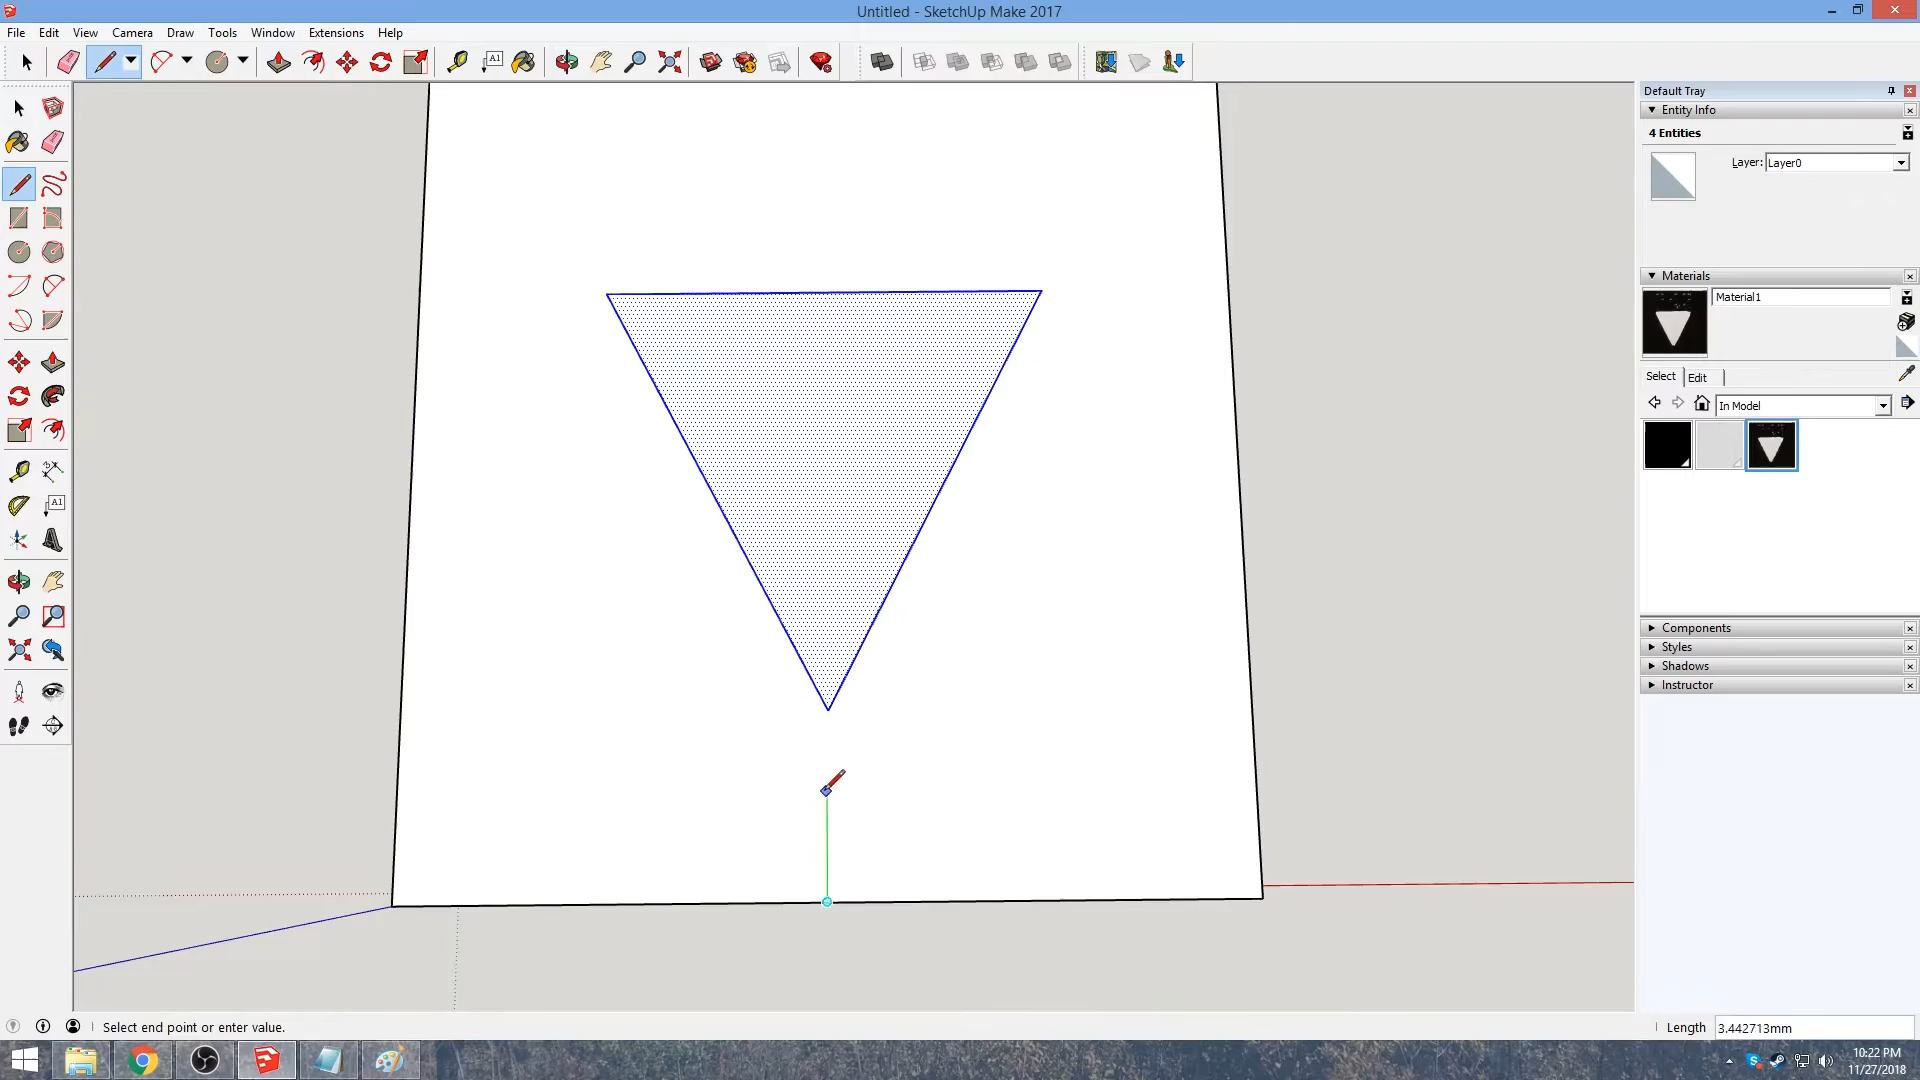 Untitled - SketchUp Make 2017
File Edit View Camera Draw Tools Window Extensions Help
A1
Default Tray
Entity Info
4 Entities
Layer: Layer0
Materials
Material1
Select Edit
In Model
A1
Components
Styles
Shadows
Instructor
Select end point or enter value.
Length 3.442713mm
10:22 PM
11/27/2018